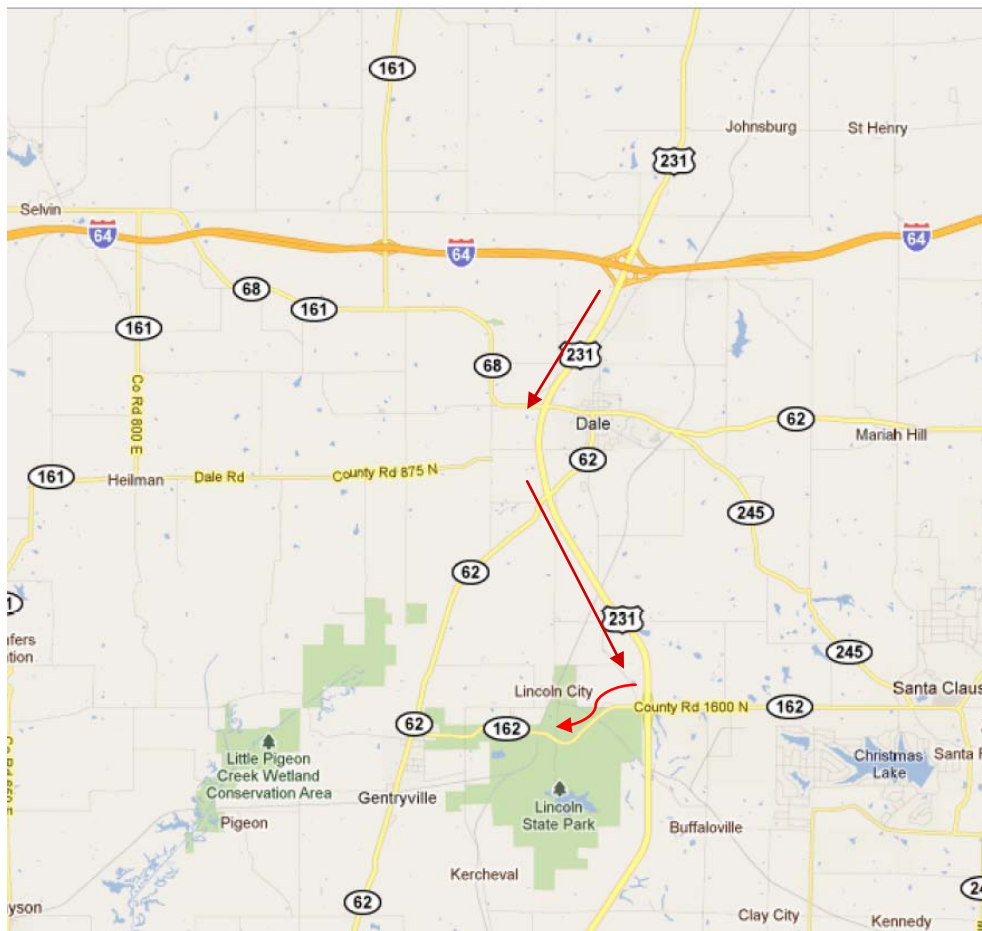 161
Johnsburg
St Henry
231
Selvin
64
64
64
68
161
161
231
68
Co Rd 800 E
Dale
62
Mariah Hill
62
161
Heilman
Dale Rd
County Rd 875 N
245
62
231
245
Lincoln City
Santa Claus
County Rd 1600 N
162
62
162
Little Pigeon
Creek Wetland
Conservation Area
Christmas
Lake
Gentryville
Lincoln
State Park
Pigeon
Buffaloville
Kercheval
62
Clay City
Kennedy